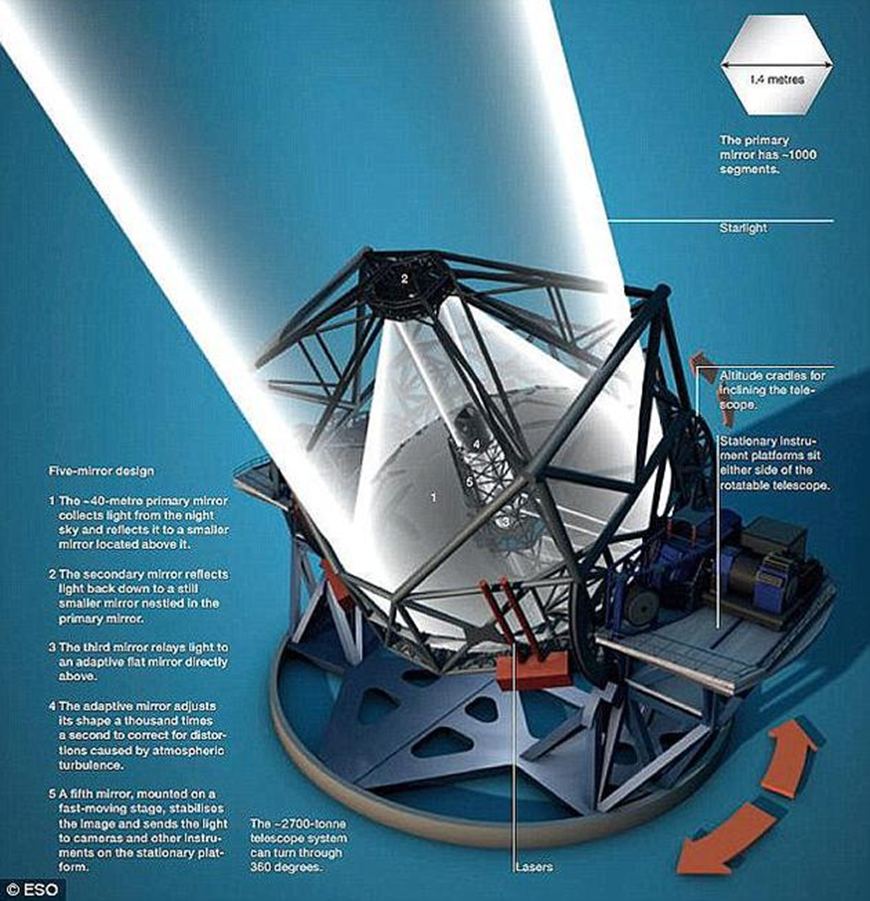 1,4 metres
The primary
mirror has ~1000
segments.
Starlight
2
Altitude cradles for
inclining the tele-
scope.
Stationary instru-
ment platforms sit
either side of the
rotatable telescope.
4
5
1
3
Five-mirror design
1 The ~40-metre primary mirror
collects light from the night
sky and reflects it to a smaller
mirror located above it.
2 The secondary mirror reflects
light back down to a still
smaller mirror nestled in the
primary mirror.
3 The third mirror relays light to
an adaptive flat mirror directly
above.
4 The adaptive mirror adjusts
its shape a thousand times
a second to correct for distor-
tions caused by atmospheric
turbulence.
5 A fifth mirror, mounted on a
fast-moving stage, stabilises
the image and sends the light
to cameras and other instru-
ments on the stationary plat-
form.
The ~2700-tonne
telescope system
can turn through
360 degrees.
Lasers
© ESO